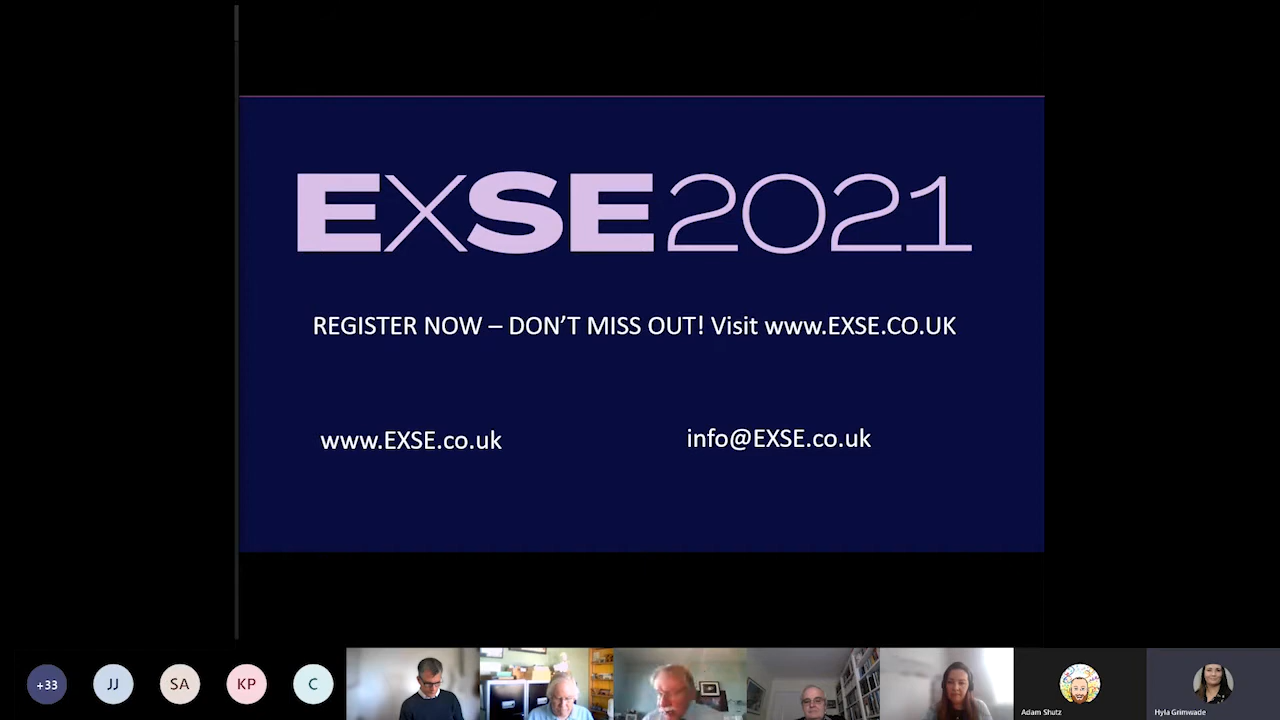 EXSE2021
REGISTER NOW – DON'T MISS OUT! Visit www.EXSE.CO.UK
www.EXSE.co.uk
info@EXSE.co.uk
+33
JJ
SA
KP
C
Adam Shutz
Hyla Grimwade